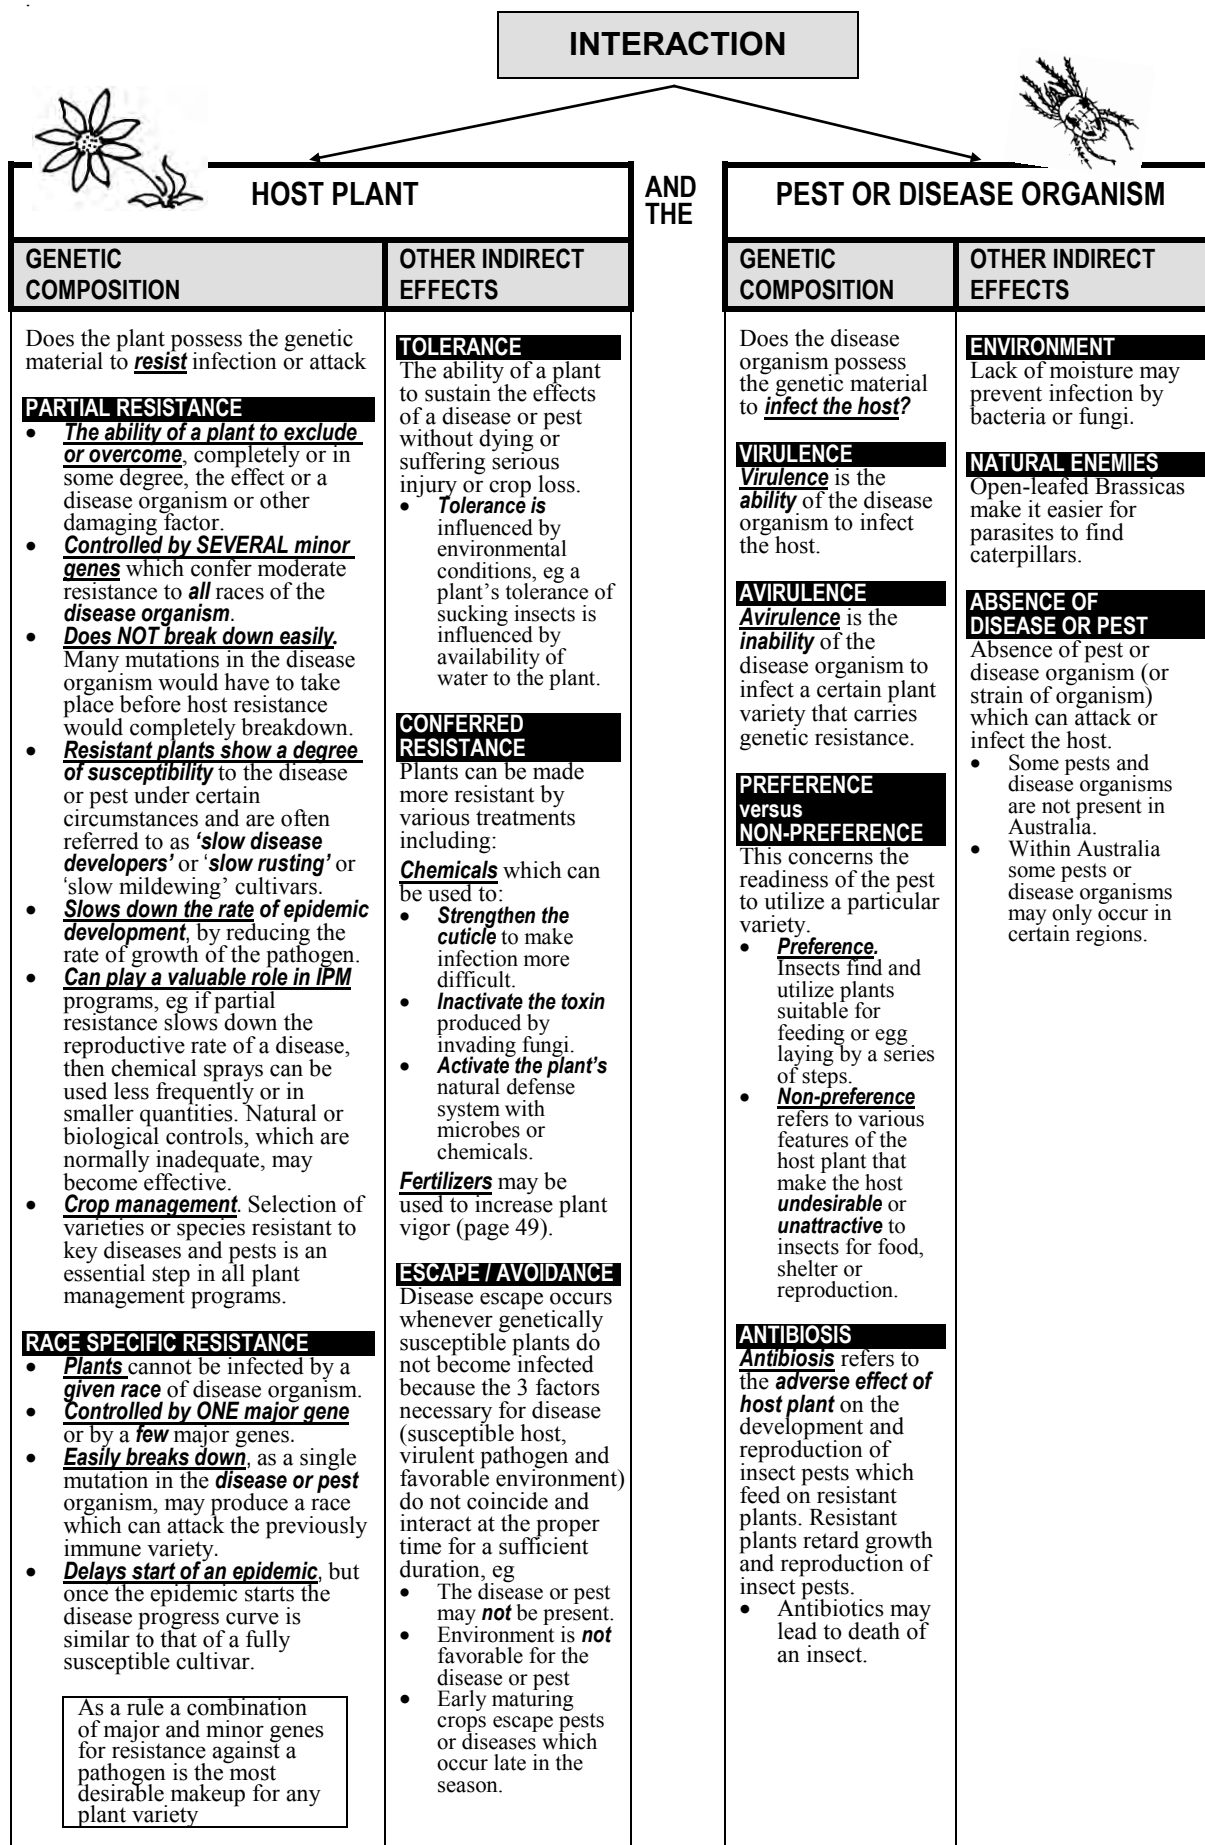 INTERACTION
HOST PLANT
AND
THE
PEST OR DISEASE ORGANISM
GENETIC
COMPOSITION
Does the plant possess the genetic
material to resist infection or attack
PARTIAL RESISTANCE
• The ability of a plant to exclude
or overcome, completely or in
some degree, the effect or a
disease organism or other
damaging factor.
• Controlled by SEVERAL minor
genes which confer moderate
resistance to all races of the
disease organism.
• Does NOT break down easily.
Many mutations in the disease
organism would have to take
place before host resistance
would completely breakdown.
• Resistant plants show a degree
of susceptibility to the disease
or pest under certain
circumstances and are often
referred to as ‘slow disease
developers’ or ‘slow rusting’ or
‘slow mildewing’ cultivars.
• Slows down the rate of epidemic
development, by reducing the
rate of growth of the pathogen.
• Can play a valuable role in IPM
programs, eg if partial
resistance slows down the
reproductive rate of a disease,
then chemical sprays can be
used less frequently or in
smaller quantities. Natural or
biological controls, which are
normally inadequate, may
become effective.
• Crop management. Selection of
varieties or species resistant to
key diseases and pests is an
essential step in all plant
management programs.
RACE SPECIFIC RESISTANCE
• Plants cannot be infected by a
given race of disease organism.
• Controlled by ONE major gene
or by a few major genes.
• Easily breaks down, as a single
mutation in the disease or pest
organism, may produce a race
which can attack the previously
immune variety.
• Delays start of an epidemic, but
once the epidemic starts the
disease progress curve is
similar to that of a fully
susceptible cultivar.
As a rule a combination
of major and minor genes
for resistance against a
pathogen is the most
desirable makeup for any
plant variety
OTHER INDIRECT
EFFECTS
TOLERANCE
The ability of a plant
to sustain the effects
of a disease or pest
without dying or
suffering serious
injury or crop loss.
• Tolerance is
influenced by
environmental
conditions, eg a
plant’s tolerance of
sucking insects is
influenced by
availability of
water to the plant.
CONFERRED
RESISTANCE
Plants can be made
more resistant by
various treatments
including:
Chemicals which can
be used to:
• Strengthen the
cuticle to make
infection more
difficult.
• Inactivate the toxin
produced by
invading fungi.
• Activate the plant’s
natural defense
system with
microbes or
chemicals.
Fertilizers may be
used to increase plant
vigor (page 49).
ESCAPE / AVOIDANCE
Disease escape occurs
whenever genetically
susceptible plants do
not become infected
because the 3 factors
necessary for disease
(susceptible host,
virulent pathogen and
favorable environment)
do not coincide and
interact at the proper
time for a sufficient
duration, eg
• The disease or pest
may not be present.
• Environment is not
favorable for the
disease or pest
• Early maturing
crops escape pests
or diseases which
occur late in the
season.
GENETIC
COMPOSITION
Does the disease
organism possess
the genetic material
to infect the host?
VIRULENCE
Virulence is the
ability of the disease
organism to infect
the host.
AVIRULENCE
Avirulence is the
inability of the
disease organism to
infect a certain plant
variety that carries
genetic resistance.
PREFERENCE
versus
NON-PREFERENCE
This concerns the
readiness of the pest
to utilize a particular
variety.
• Preference.
Insects find and
utilize plants
suitable for
feeding or egg
laying by a series
of steps.
• Non-preference
refers to various
features of the
host plant that
make the host
undesirable or
unattractive to
insects for food,
shelter or
reproduction.
ANTIBIOSIS
Antibiosis refers to
the adverse effect of
host plant on the
development and
reproduction of
insect pests which
feed on resistant
plants. Resistant
plants retard growth
and reproduction of
insect pests.
• Antibiotics may
lead to death of
an insect.
OTHER INDIRECT
EFFECTS
ENVIRONMENT
Lack of moisture may
prevent infection by
bacteria or fungi.
NATURAL ENEMIES
Open-leafed Brassicas
make it easier for
parasites to find
caterpillars.
ABSENCE OF
DISEASE OR PEST
Absence of pest or
disease organism (or
strain of organism)
which can attack or
infect the host.
• Some pests and
disease organisms
are not present in
Australia.
• Within Australia
some pests or
disease organisms
may only occur in
certain regions.